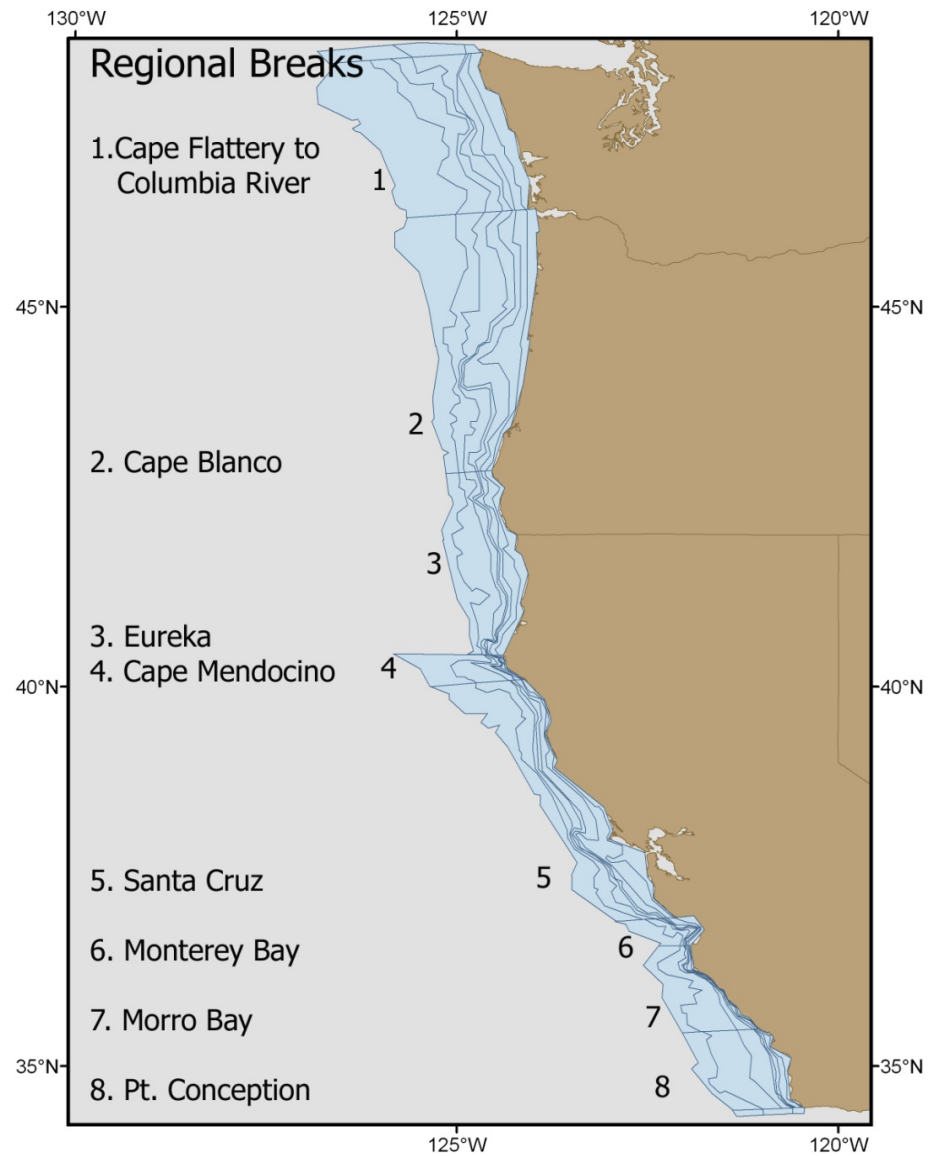 130°W 125°W 120°W
Regional Breaks
1.Cape Flattery to
Columbia River
1
45°N 45°N
2
2. Cape Blanco
3
3. Eureka
4. Cape Mendocino 4
40°N 40°N
5. Santa Cruz 5
6. Monterey Bay 6
7. Morro Bay 7
35°N 35°N
8. Pt. Conception 8
125°W 120°W